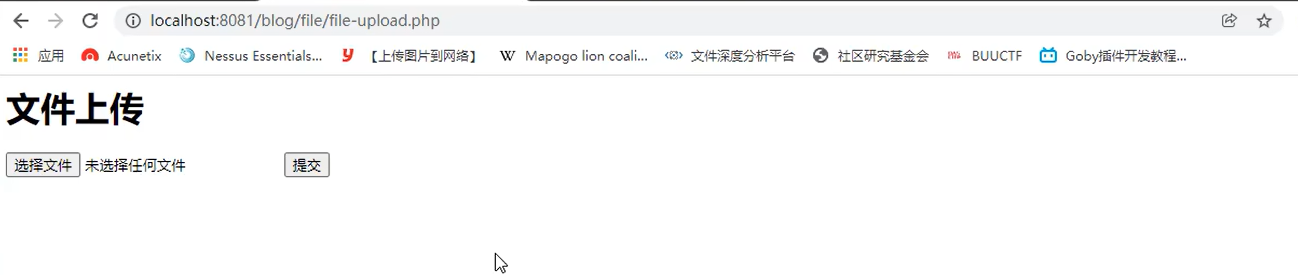 localhost:8081/blog/file/file-upload.php
应用 Acunetix Nessus Essentials... 【上传图片到网络】 Mapogo lion coali... 文件深度分析平台 社区研究基金会 BUUCTF Goby插件开发教程...
文件上传
选择文件 未选择任何文件 提交